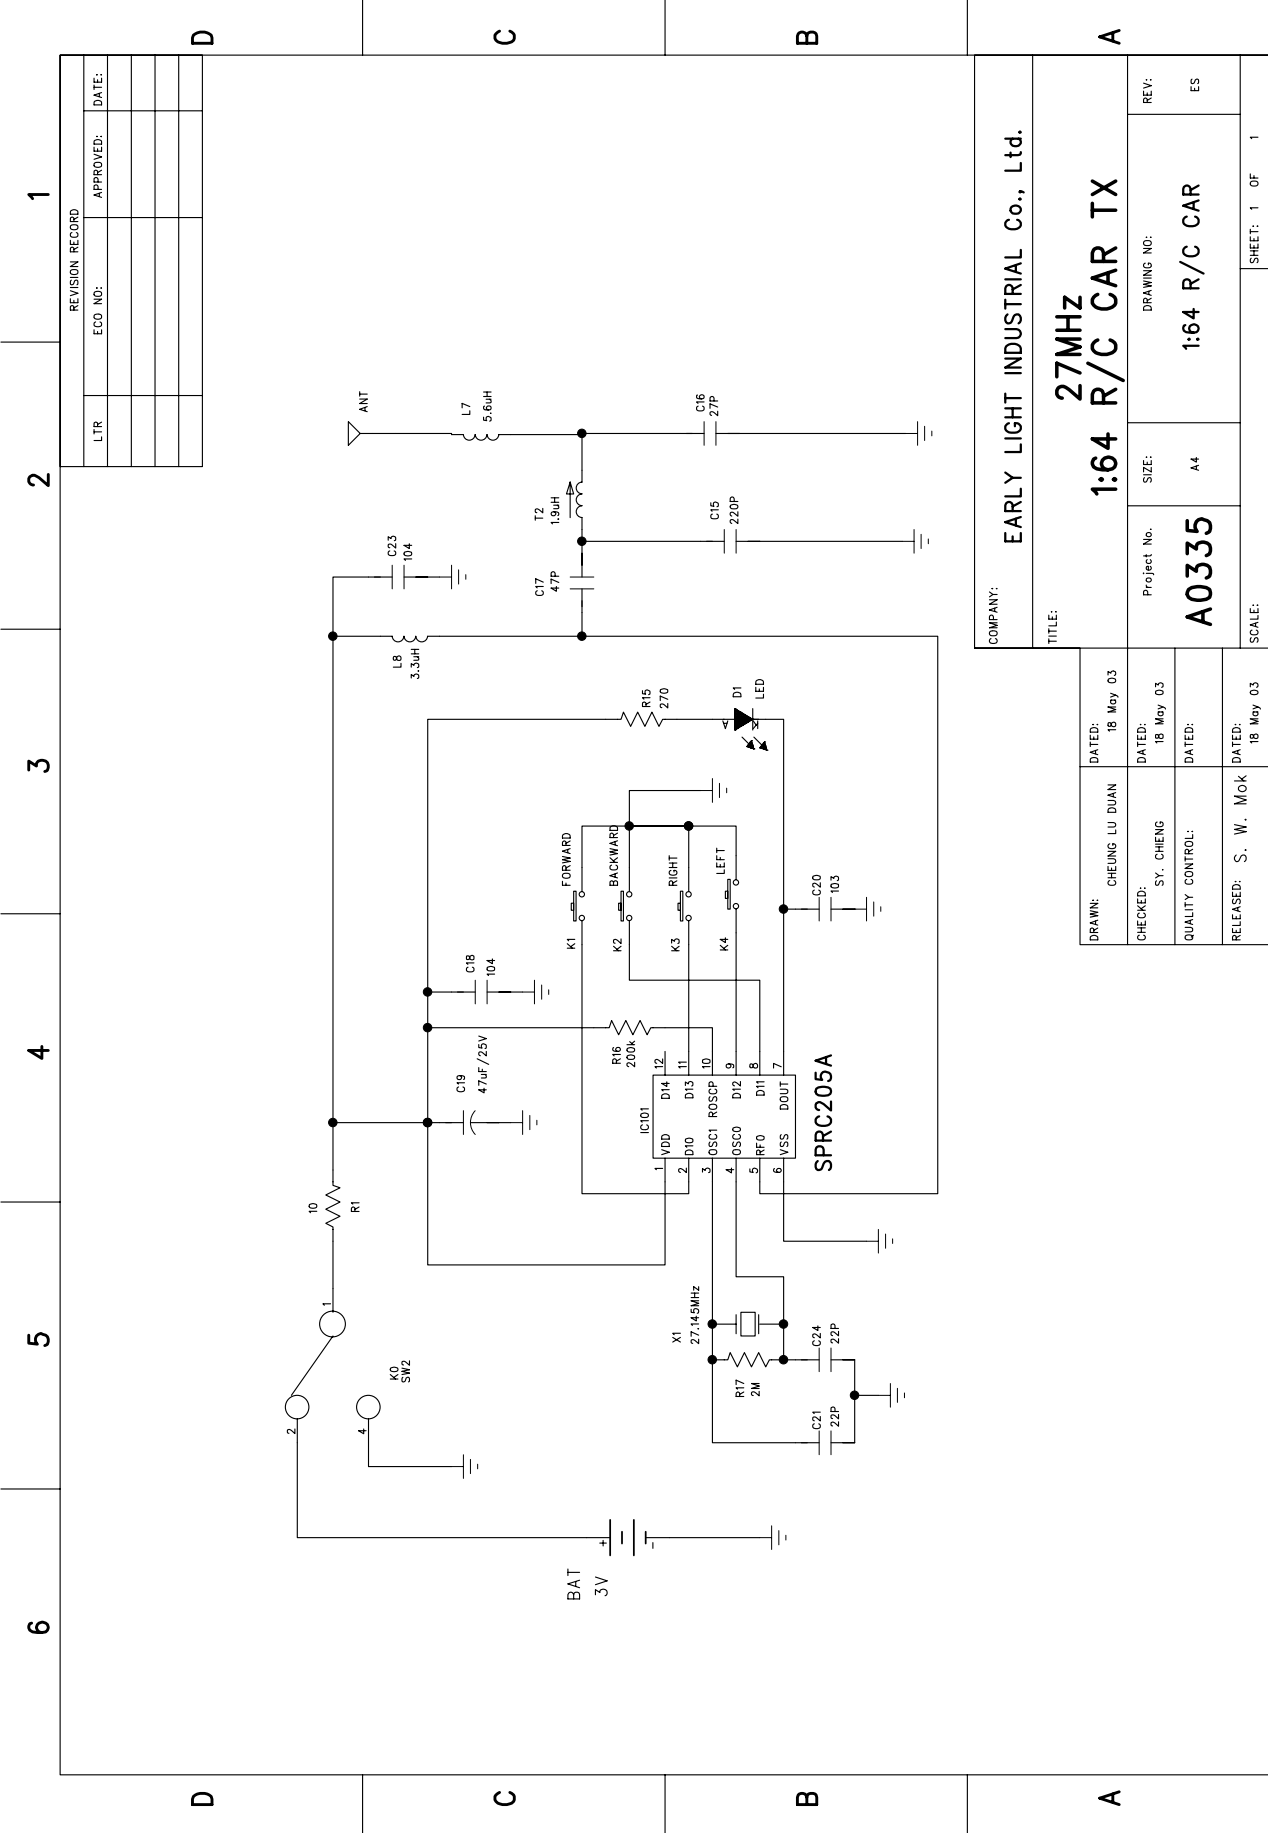 6
5
4
3
2
1
D
C
B
A
D
C
B
A
REVISION RECORD
LTR
ECO NO:
APPROVED:
DATE:
BAT
3V
+
-
2
1
4
K0
SW2
10
R1
C19
47uF/25V
C18
104
C23
104
L8
3.3uH
ANT
L7
5.6uH
T2
1.9uH
C17
47P
C15
220P
C16
27P
R15
270
D1
LED
A
K
K1
FORWARD
K2
BACKWARD
K3
RIGHT
K4
LEFT
C20
103
R16
200k
IC101
1 VDD D14 12
2 D10 D13 11
3 OSC1 ROSCP 10
4 OSCO D12 9
5 RFO D11 8
6 VSS DOUT 7
SPRC205A
X1
27.145MHz
R17
2M
C21
22P
C24
22P
COMPANY:
EARLY LIGHT INDUSTRIAL Co., Ltd.
TITLE:
27MHz
1:64 R/C CAR TX
DRAWN:
CHEUNG LU DUAN
DATED:
18 May 03
CHECKED:
SY. CHIENG
DATED:
18 May 03
QUALITY CONTROL:
DATED:
RELEASED: S. W. Mok
DATED:
18 May 03
Project No.
A0335
SIZE:
A4
DRAWING NO:
1:64 R/C CAR
REV:
ES
SCALE:
SHEET: 1 OF 1